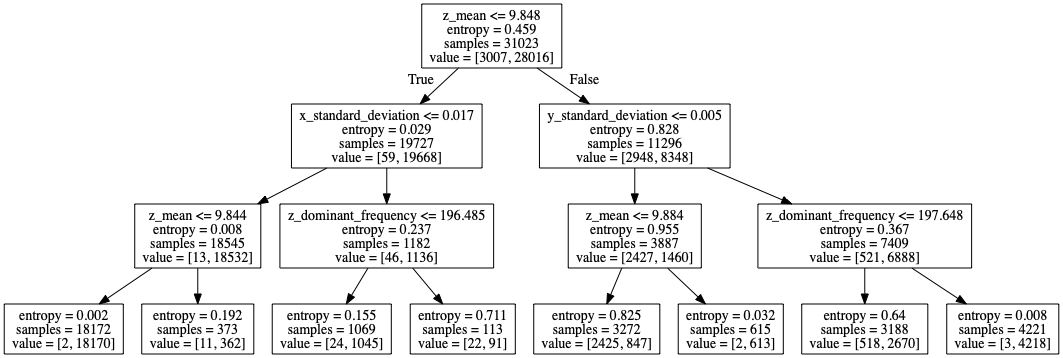 z_mean <= 9.848
entropy = 0.459
samples = 31023
value = [3007, 28016]
True
False
x_standard_deviation <= 0.017
entropy = 0.029
samples = 19727
value = [59, 19668]
y_standard_deviation <= 0.005
entropy = 0.828
samples = 11296
value = [2948, 8348]
z_mean <= 9.844
entropy = 0.008
samples = 18545
value = [13, 18532]
z_dominant_frequency <= 196.485
entropy = 0.237
samples = 1182
value = [46, 1136]
z_mean <= 9.884
entropy = 0.955
samples = 3887
value = [2427, 1460]
z_dominant_frequency <= 197.648
entropy = 0.367
samples = 7409
value = [521, 6888]
entropy = 0.002
samples = 18172
value = [2, 18170]
entropy = 0.192
samples = 373
value = [11, 362]
entropy = 0.155
samples = 1069
value = [24, 1045]
entropy = 0.711
samples = 113
value = [22, 91]
entropy = 0.825
samples = 3272
value = [2425, 847]
entropy = 0.032
samples = 615
value = [2, 613]
entropy = 0.64
samples = 3188
value = [518, 2670]
entropy = 0.008
samples = 4221
value = [3, 4218]